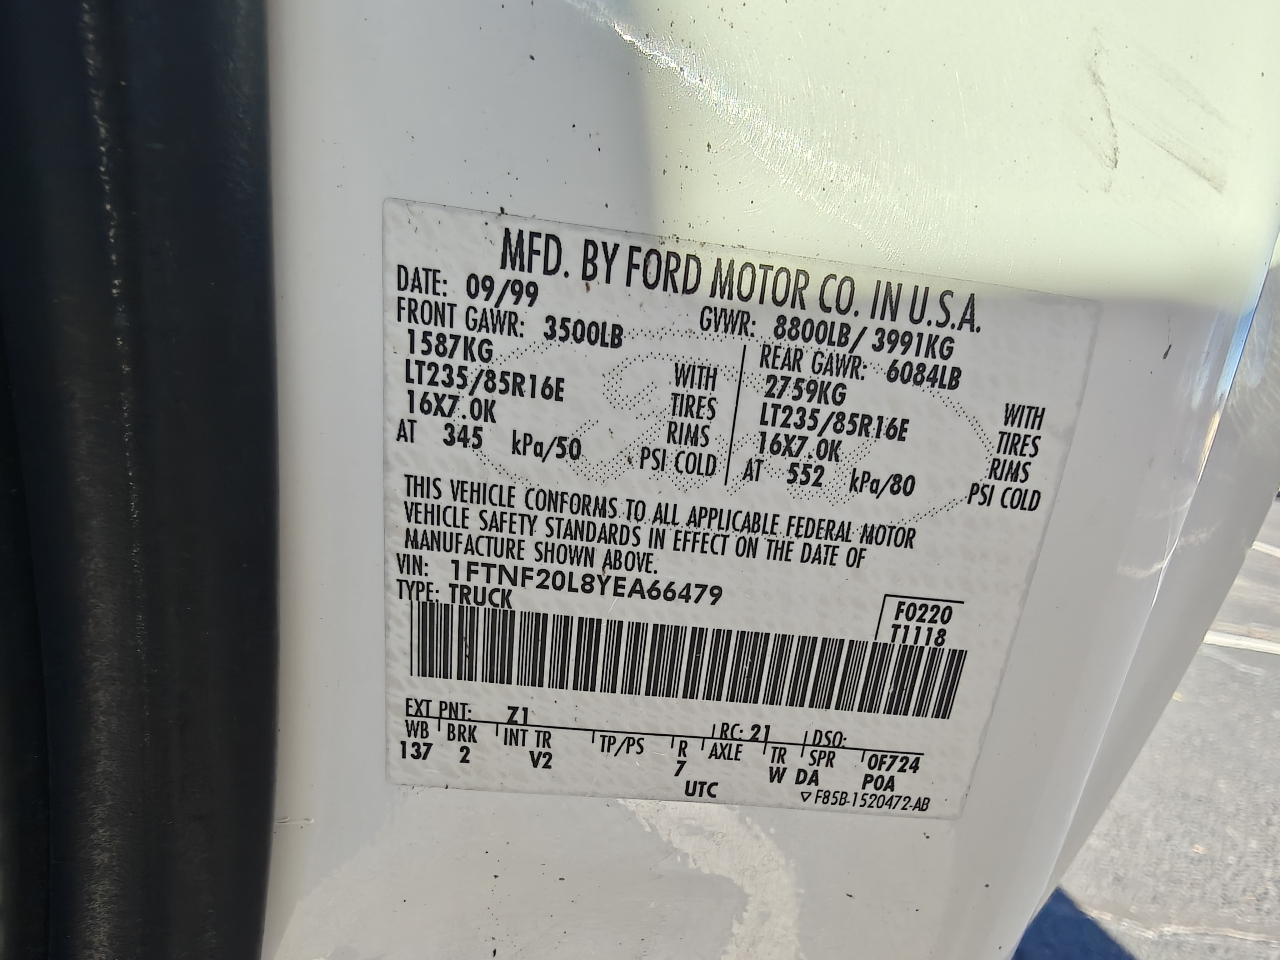 MFD. BY FORD MOTOR CO. IN U.S.A.
DATE: 09/99 GVWR: 8800LB/ 3991KG
FRONT GAWR: 3500LB REAR GAWR: 6084LB
1587KG WITH 2759KG WITH
LT235/85R16E TIRES LT235/85R16E TIRES
16X7.0K RIMS 16X7.0K RIMS
AT 345 kPa/50 PSI COLD AT 552 kPa/80 PSI COLD
THIS VEHICLE CONFORMS TO ALL APPLICABLE FEDERAL MOTOR
VEHICLE SAFETY STANDARDS IN EFFECT ON THE DATE OF
MANUFACTURE SHOWN ABOVE.
VIN: 1FTNF20L8YEA66479
TYPE: TRUCK F0220
T1118
EXT PNT: Z1 RC: 21 DSO:
WB BRK INT TR TP/PS R AXLE TR SPR 0F724
137 2 V2 7 W DA P0A
UTC ▽ F85B-1520472-AB